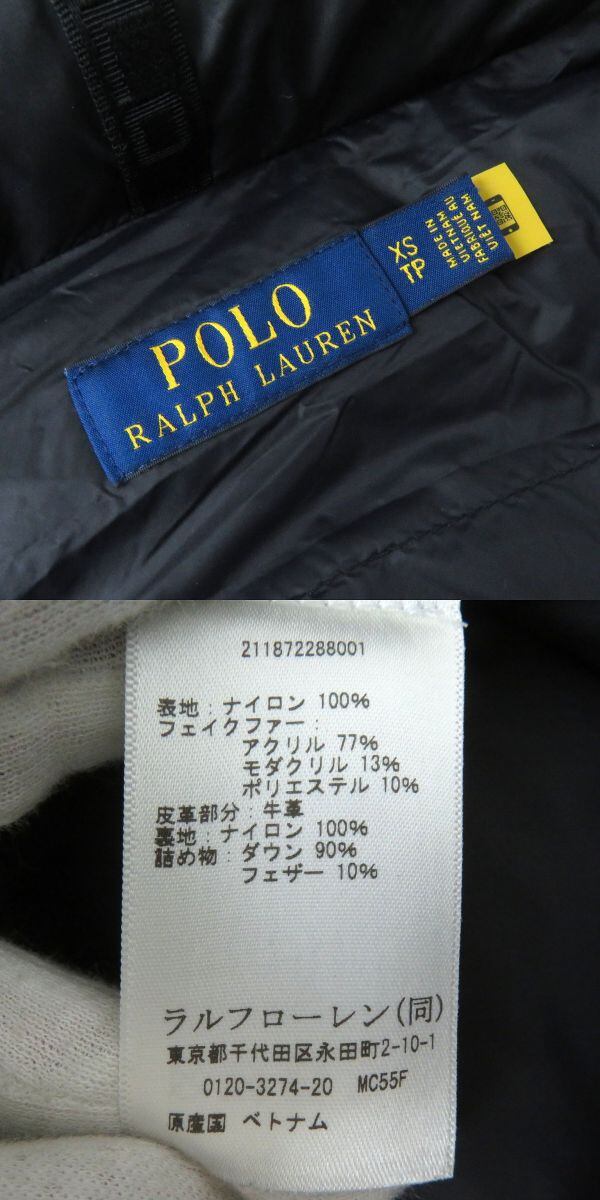 POLO
RALPH LAUREN
XS
TP
MADE IN
VIETNAM
FABRIQUÉ AU
VIET NAM
211872288001
表地：ナイロン 100%
フェイクファー：
アクリル 77%
モダクリル 13%
ポリエステル 10%
皮革部分：牛革
裏地：ナイロン 100%
詰め物：ダウン 90%
フェザー 10%
ラルフローレン(同)
東京都千代田区永田町2-10-1
0120-3274-20 MC55F
原産国 ベトナム